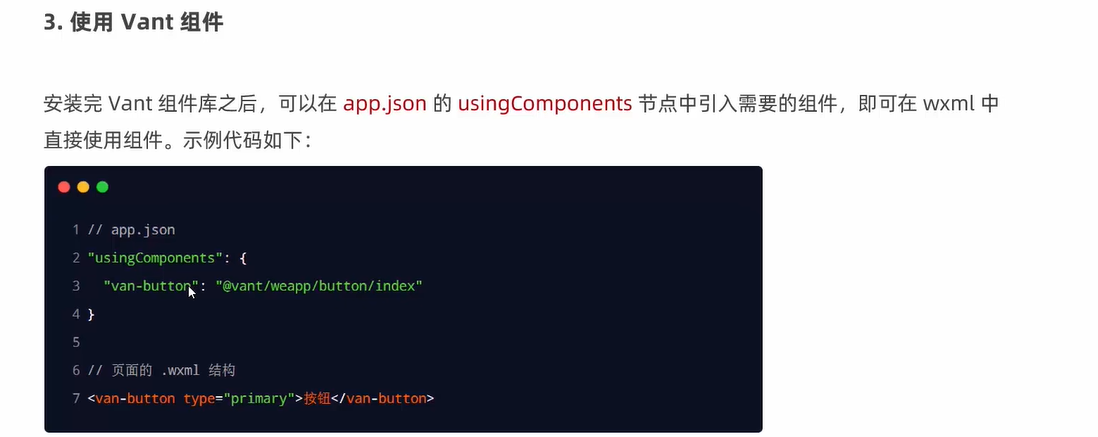 3. 使用 Vant 组件
安装完 Vant 组件库之后，可以在 app.json 的 usingComponents 节点中引入需要的组件，即可在 wxml 中
直接使用组件。示例代码如下：
1 // app.json
2 "usingComponents": {
3   "van-button": "@vant/weapp/button/index"
4 }
5
6 // 页面的 .wxml 结构
7 <van-button type="primary">按钮</van-button>